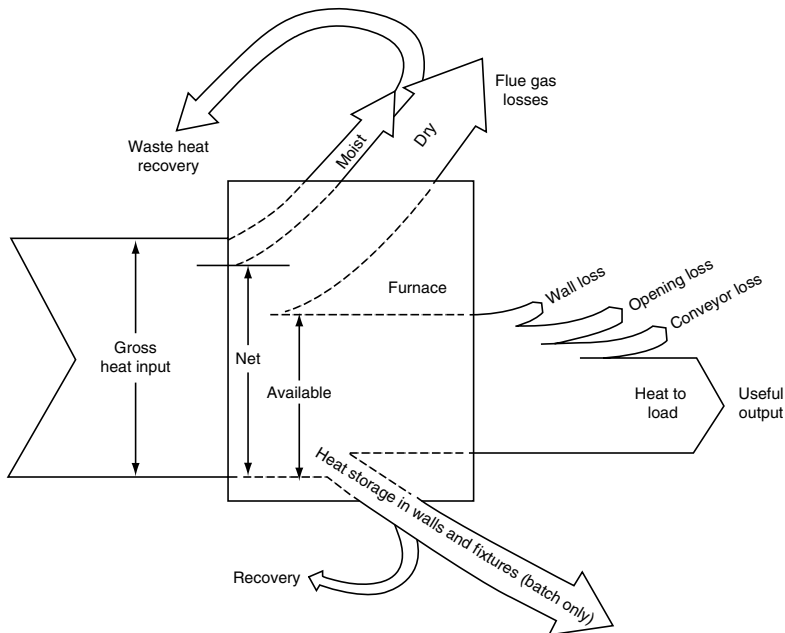 Flue gas
losses
Waste heat
recovery
Moist
Dry
Furnace
Wall loss
Opening loss
Conveyor loss
Gross
heat input
Net
Available
Heat to
load
Useful
output
Heat storage in walls and fixtures (batch only)
Recovery